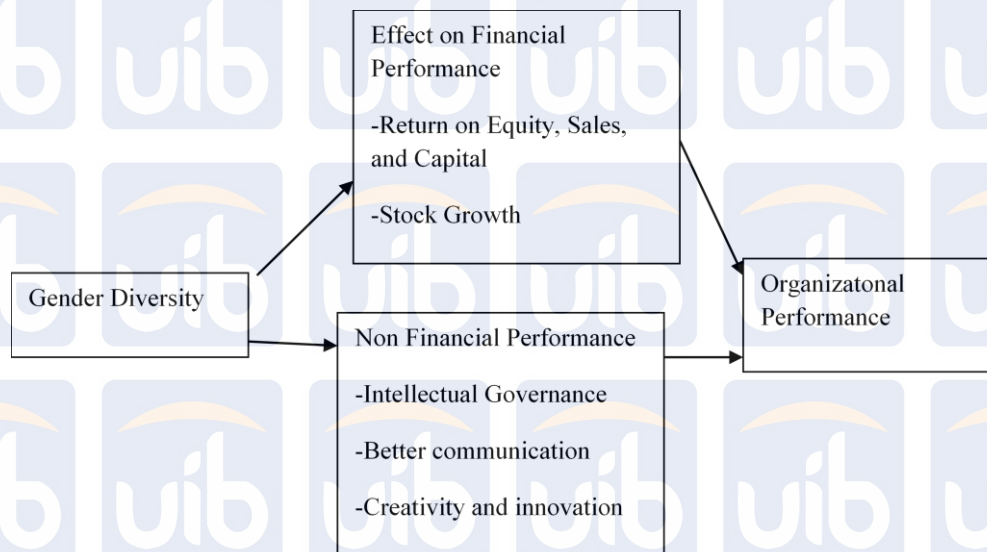 Effect on Financial
Performance
-Return on Equity, Sales,
and Capital
-Stock Growth
Gender Diversity
Organizatonal
Performance
Non Financial Performance
-Intellectual Governance
-Better communication
-Creativity and innovation
uib